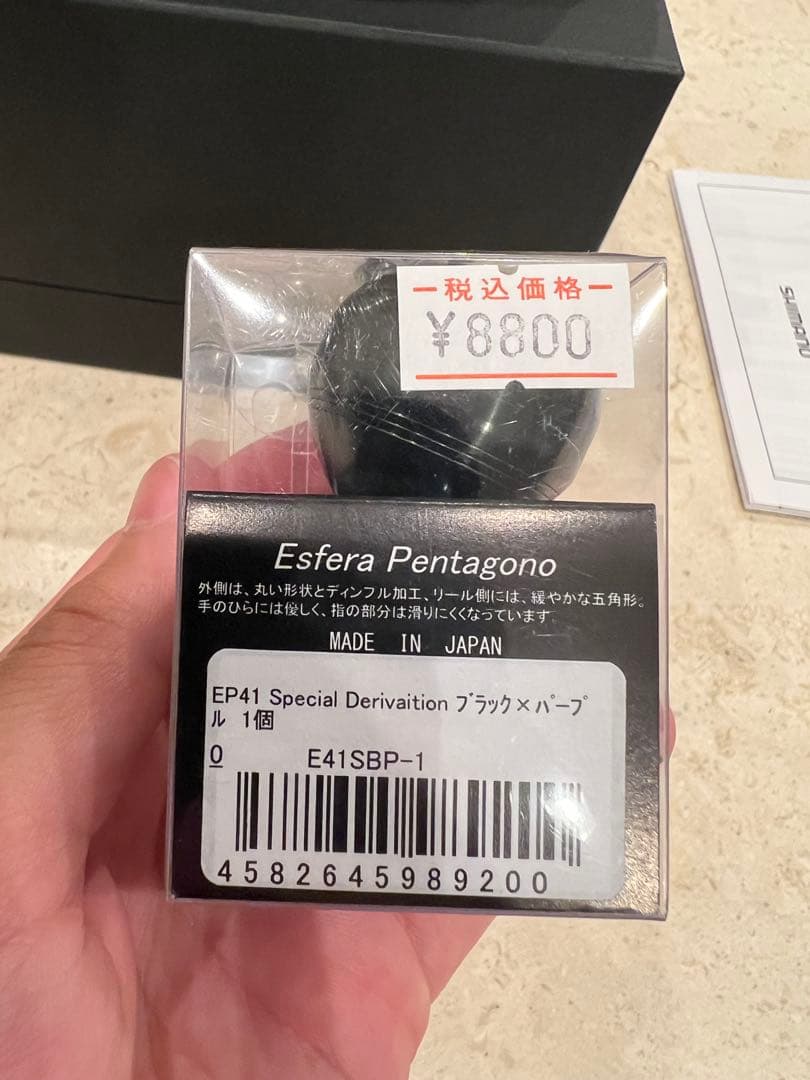 ー税込価格ー
¥8800
SHIMANO
Esfera Pentagono
外側は、丸い形状とディンフル加工、リール側には、緩やかな五角形。
手のひらには優しく、指の部分は滑りにくくなっています
MADE IN JAPAN
EP41 Special Derivaition ﾌﾞﾗｯｸ×ﾊﾟｰﾌﾟ
ﾙ 1個
0 E41SBP-1
4582645989200